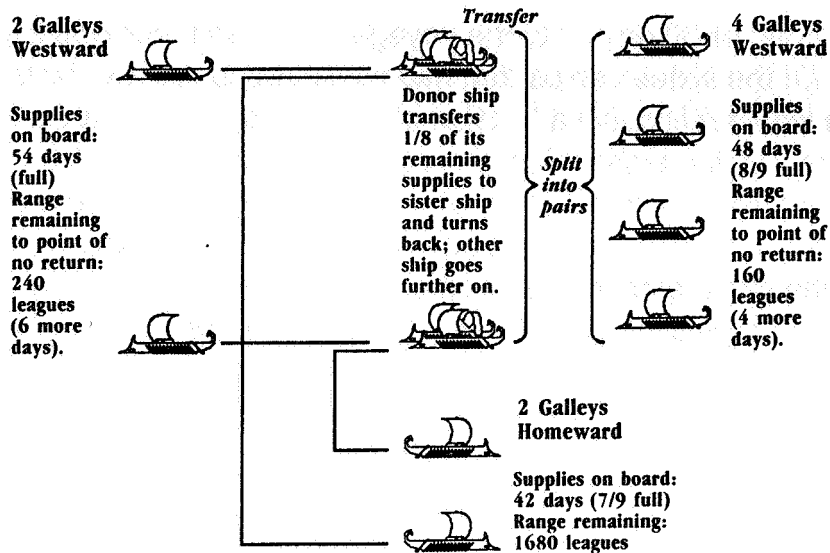 2 Galleys
Westward
Supplies
on board:
54 days
(full)
Range
remaining
to point of
no return:
240
leagues
(6 more
days).
Transfer
Donor ship
transfers
1/8 of its
remaining
supplies to
sister ship
and turns
back; other
ship goes
further on.
Split
into
pairs
4 Galleys
Westward
Supplies
on board:
48 days
(8/9 full)
Range
remaining
to point of
no return:
160
leagues
(4 more
days).
2 Galleys
Homeward
Supplies on board:
42 days (7/9 full)
Range remaining:
1680 leagues